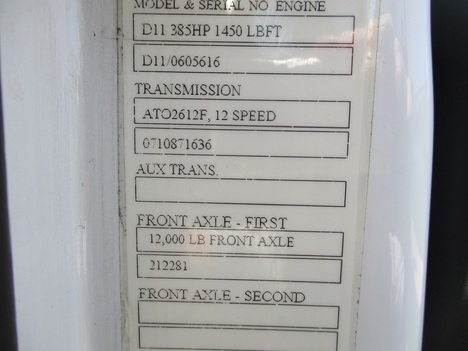 MODEL & SERIAL NO. ENGINE
D11 385HP 1450 LBFT
D11/0605616
TRANSMISSION
ATO2612F, 12 SPEED
0710871636
AUX TRANS.
FRONT AXLE - FIRST
12,000 LB FRONT AXLE
212281
FRONT AXLE - SECOND